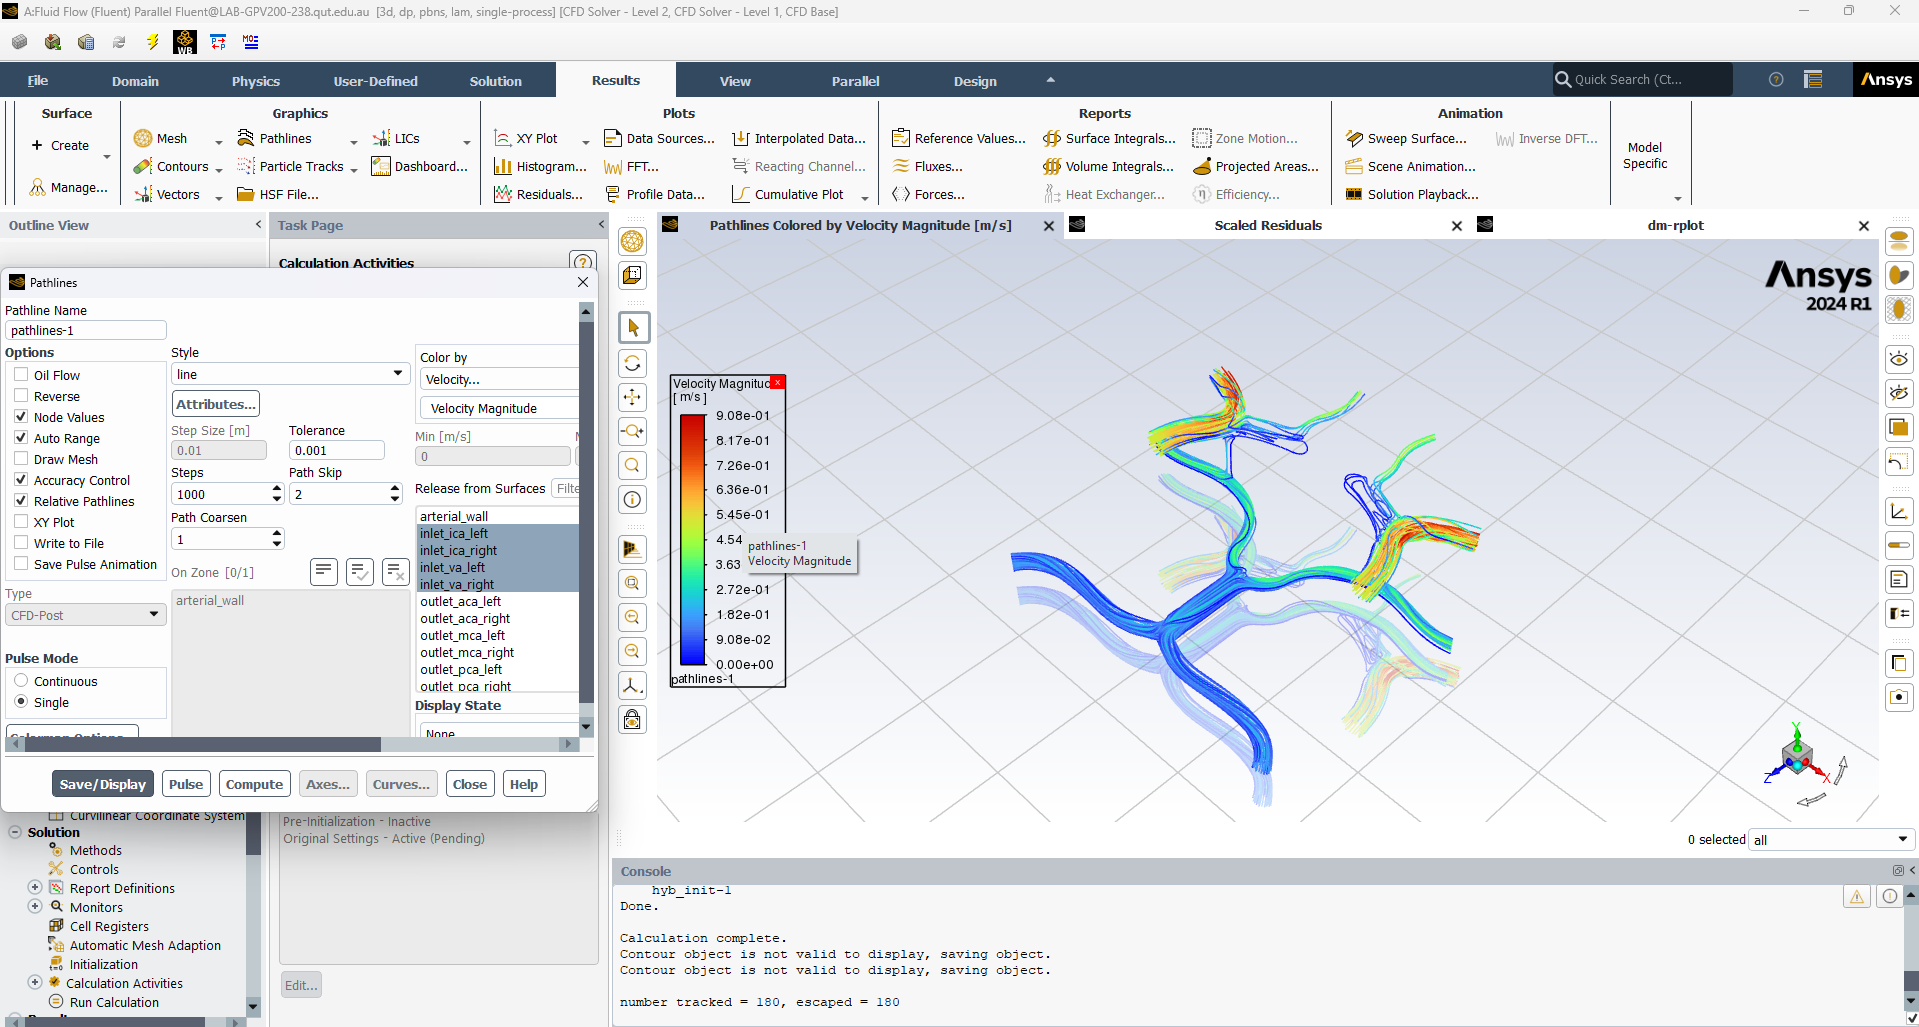 A:Fluid Flow (Fluent) Parallel Fluent@LAB-GPV200-238.qut.edu.au [3d, dp, pbns, lam, single-process] [CFD Solver - Level 2, CFD Solver - Level 1, CFD Base]
File Domain Physics User-Defined Solution Results View Parallel Design Quick Search (Ct... Ansys
Surface Graphics Plots Reports Animation
Create
Manage...
Mesh Pathlines LICs
Contours Particle Tracks Dashboard...
Vectors HSF File...
XY Plot Data Sources... Interpolated Data...
Histogram... FFT... Reacting Channel...
Residuals... Profile Data... Cumulative Plot
Reference Values... Surface Integrals... Zone Motion...
Fluxes... Volume Integrals... Projected Areas...
Forces... Heat Exchanger... Efficiency...
Sweep Surface... Inverse DFT...
Scene Animation...
Solution Playback...
Model
Specific
Outline View
Task Page
Calculation Activities
Pathlines
Pathline Name
pathlines-1
Options
Oil Flow
Reverse
Node Values
Auto Range
Draw Mesh
Accuracy Control
Relative Pathlines
XY Plot
Write to File
Save Pulse Animation
Type
CFD-Post
Pulse Mode
Continuous
Single
Style
line
Attributes...
Step Size [m] Tolerance
0.01 0.001
Steps Path Skip
1000 2
Path Coarsen
1
On Zone [0/1]
arterial_wall
Color by
Velocity...
Velocity Magnitude
Min [m/s]
0
Release from Surfaces Filte
arterial_wall
inlet_ica_left
inlet_ica_right
inlet_va_left
inlet_va_right
outlet_aca_left
outlet_aca_right
outlet_mca_left
outlet_mca_right
outlet_pca_left
outlet_pca_right
Display State
None
Save/Display Pulse Compute Axes... Curves... Close Help
Curvilinear Coordinate System
Solution
Methods
Controls
Report Definitions
Monitors
Cell Registers
Automatic Mesh Adaption
Initialization
Calculation Activities
Run Calculation
Pre-Initialization - Inactive
Original Settings - Active (Pending)
Edit...
Pathlines Colored by Velocity Magnitude [m/s] Scaled Residuals dm-rplot
Ansys
2024 R1
Velocity Magnitud
[ m/s ]
9.08e-01
8.17e-01
7.26e-01
6.36e-01
5.45e-01
4.54
3.63
2.72e-01
1.82e-01
9.08e-02
0.00e+00
pathlines-1
pathlines-1
Velocity Magnitude
Y
Z
X
0 selected all
Console
hyb_init-1
Done.
Calculation complete.
Contour object is not valid to display, saving object.
Contour object is not valid to display, saving object.
number tracked = 180, escaped = 180